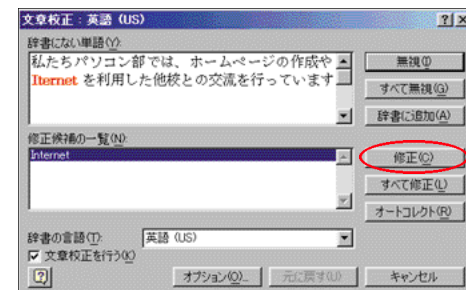 文章校正：英語 (US)
辞書にない単語(Y):
私たちパソコン部では、ホームページの作成や
Iternet を利用した他校との交流を行っています
無視(I)
すべて無視(G)
辞書に追加(A)
修正候補の一覧(N):
Internet
修正(C)
すべて修正(L)
オートコレクト(R)
辞書の言語(T):
英語 (US)
文章校正を行う(K)
オプション(O)...
元に戻す(U)
キャンセル